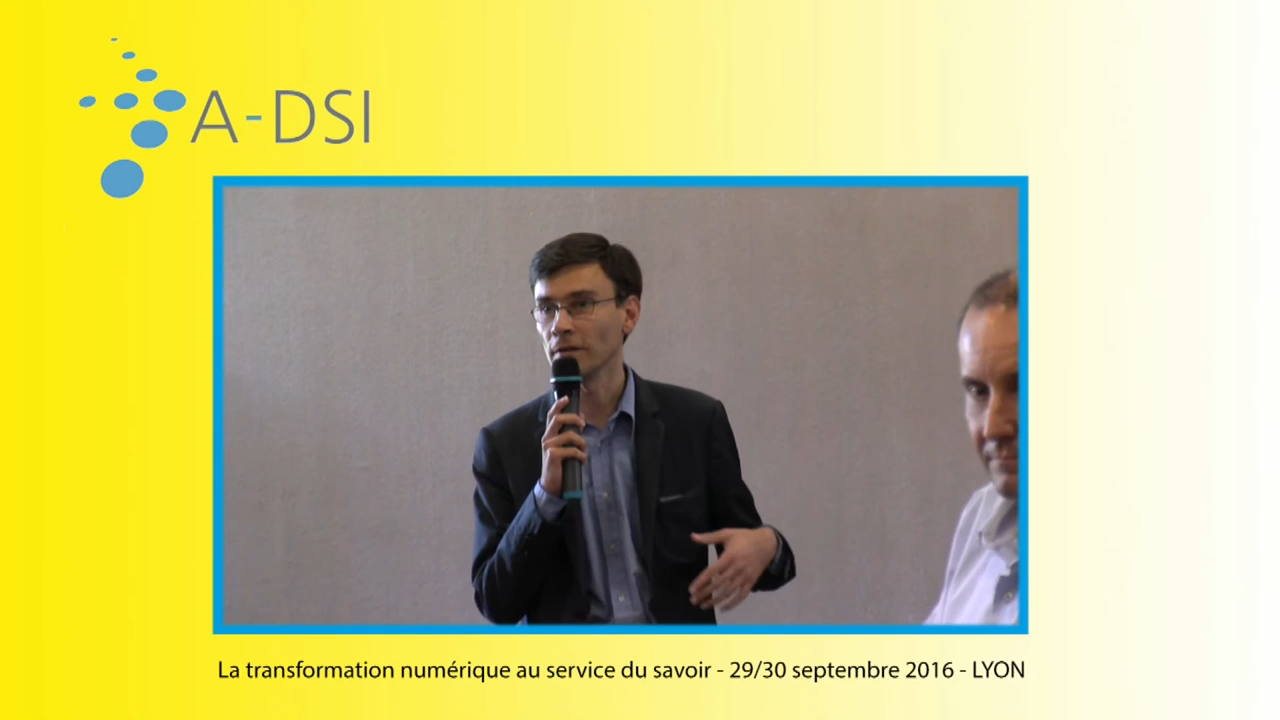 A-DSI
La transformation numérique au service du savoir - 29/30 septembre 2016 - LYON